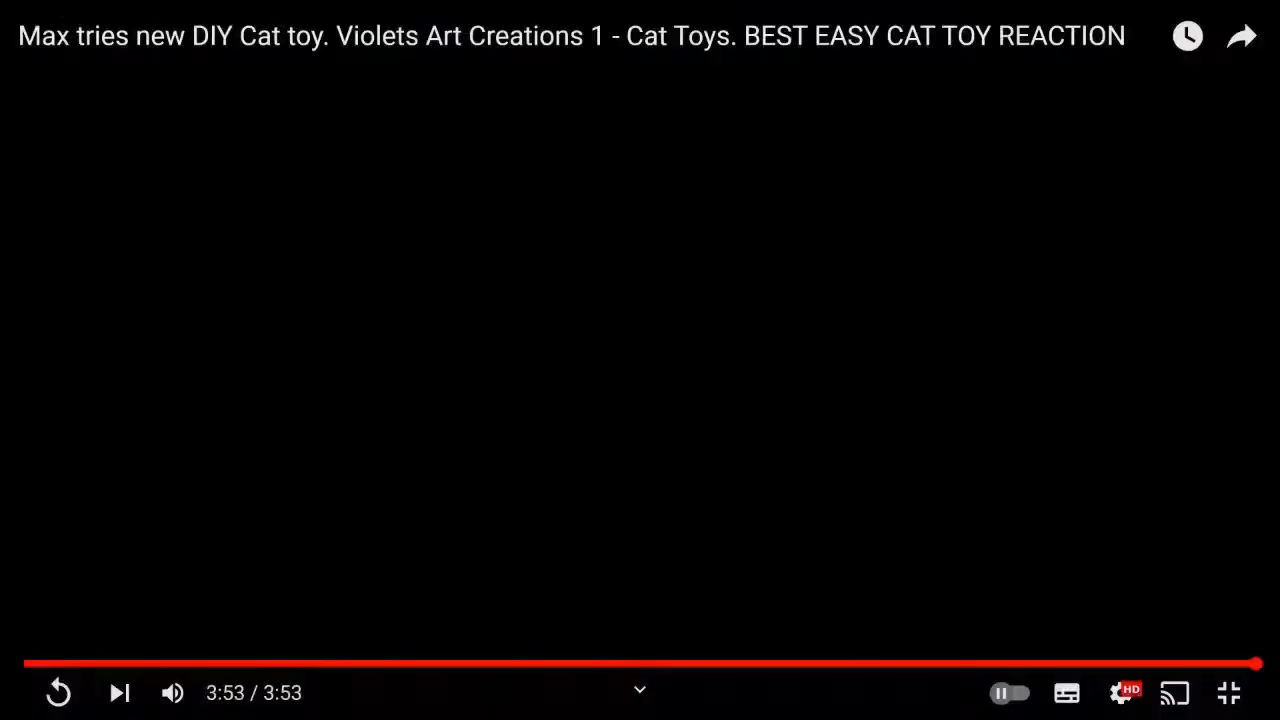 Max tries new DIY Cat toy. Violets Art Creations 1 - Cat Toys. BEST EASY CAT TOY REACTION
3:53 / 3:53
HD